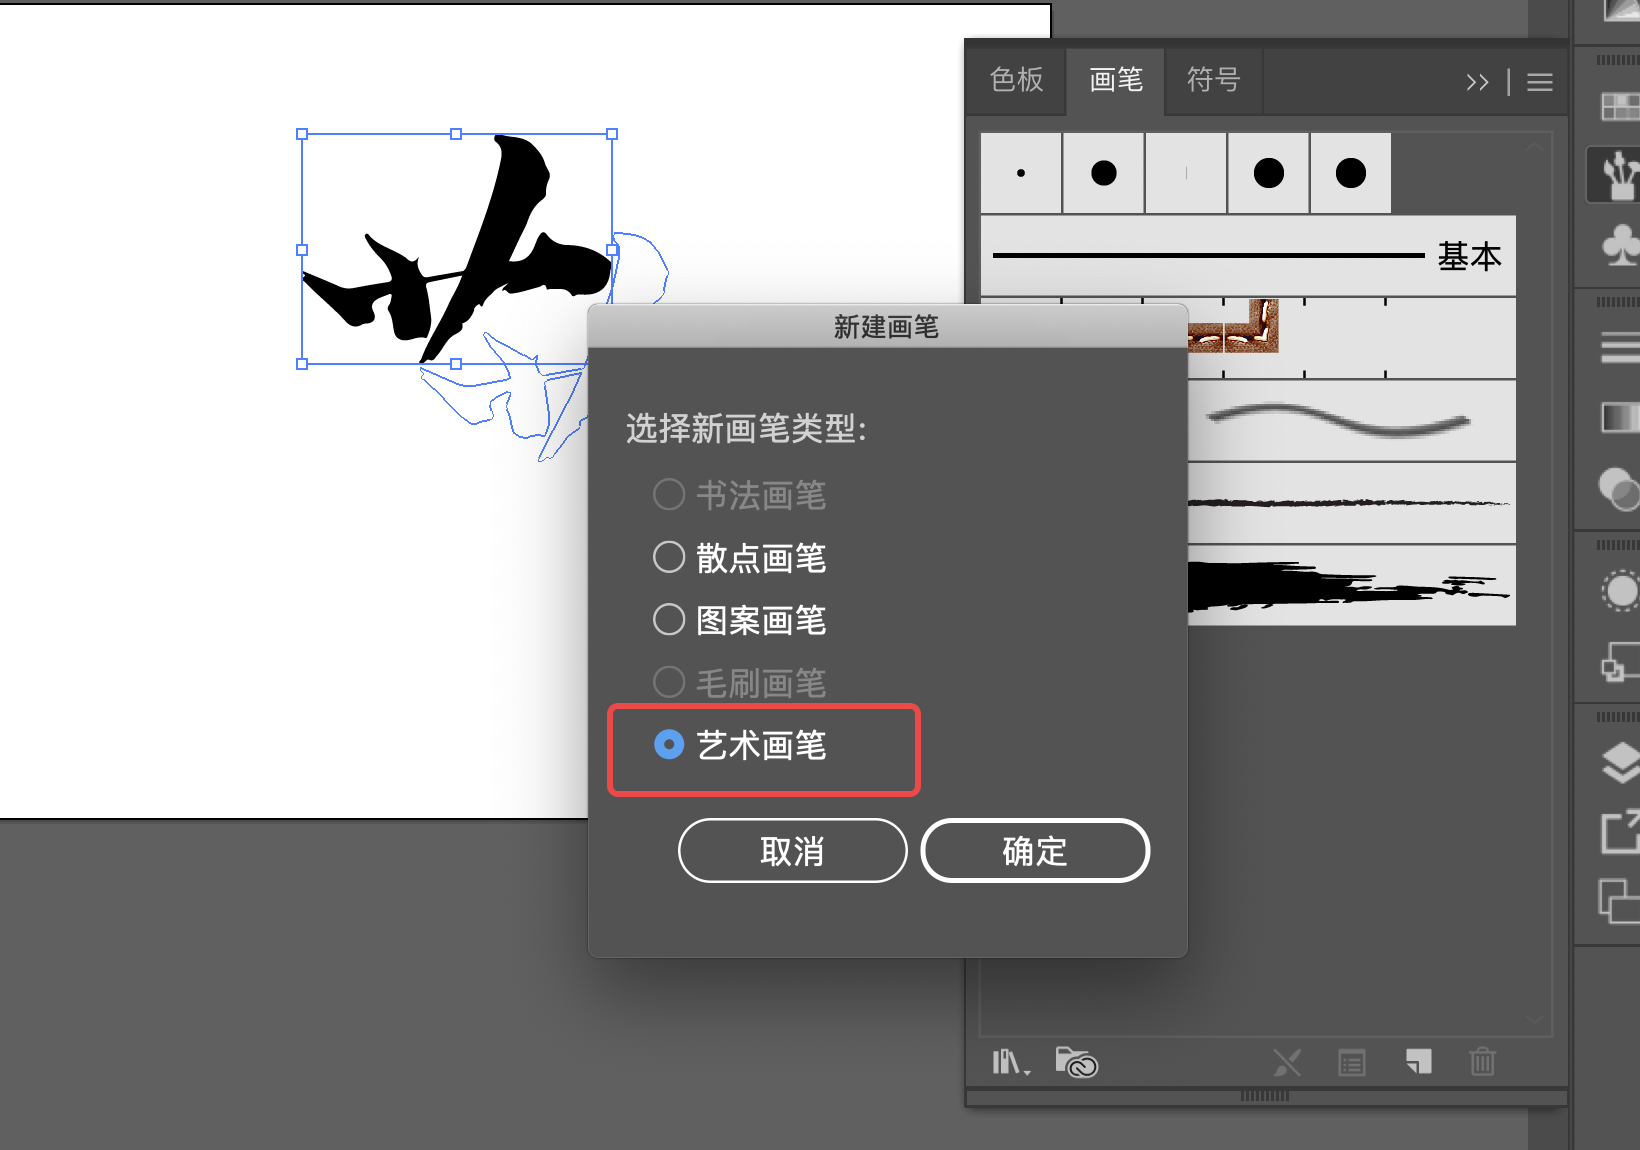 色板 画笔 符号
基本
新建画笔
选择新画笔类型:
书法画笔
散点画笔
图案画笔
毛刷画笔
艺术画笔
取消 确定